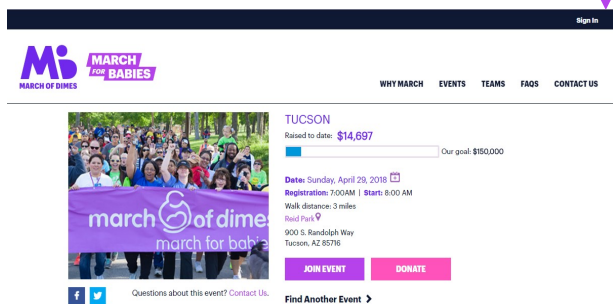 Sign In
MARCH OF DIMES
MARCH
FOR BABIES
WHY MARCH EVENTS TEAMS FAQS CONTACT US
march of dimes
march for babie
TUCSON
Raised to date: $14,697
Our goal: $150,000
Date: Sunday, April 29, 2018
Registration: 7:00AM | Start: 8:00 AM
Walk distance: 3 miles
Reid Park
900 S. Randolph Way
Tucson, AZ 85716
JOIN EVENT DONATE
Questions about this event? Contact Us.
Find Another Event